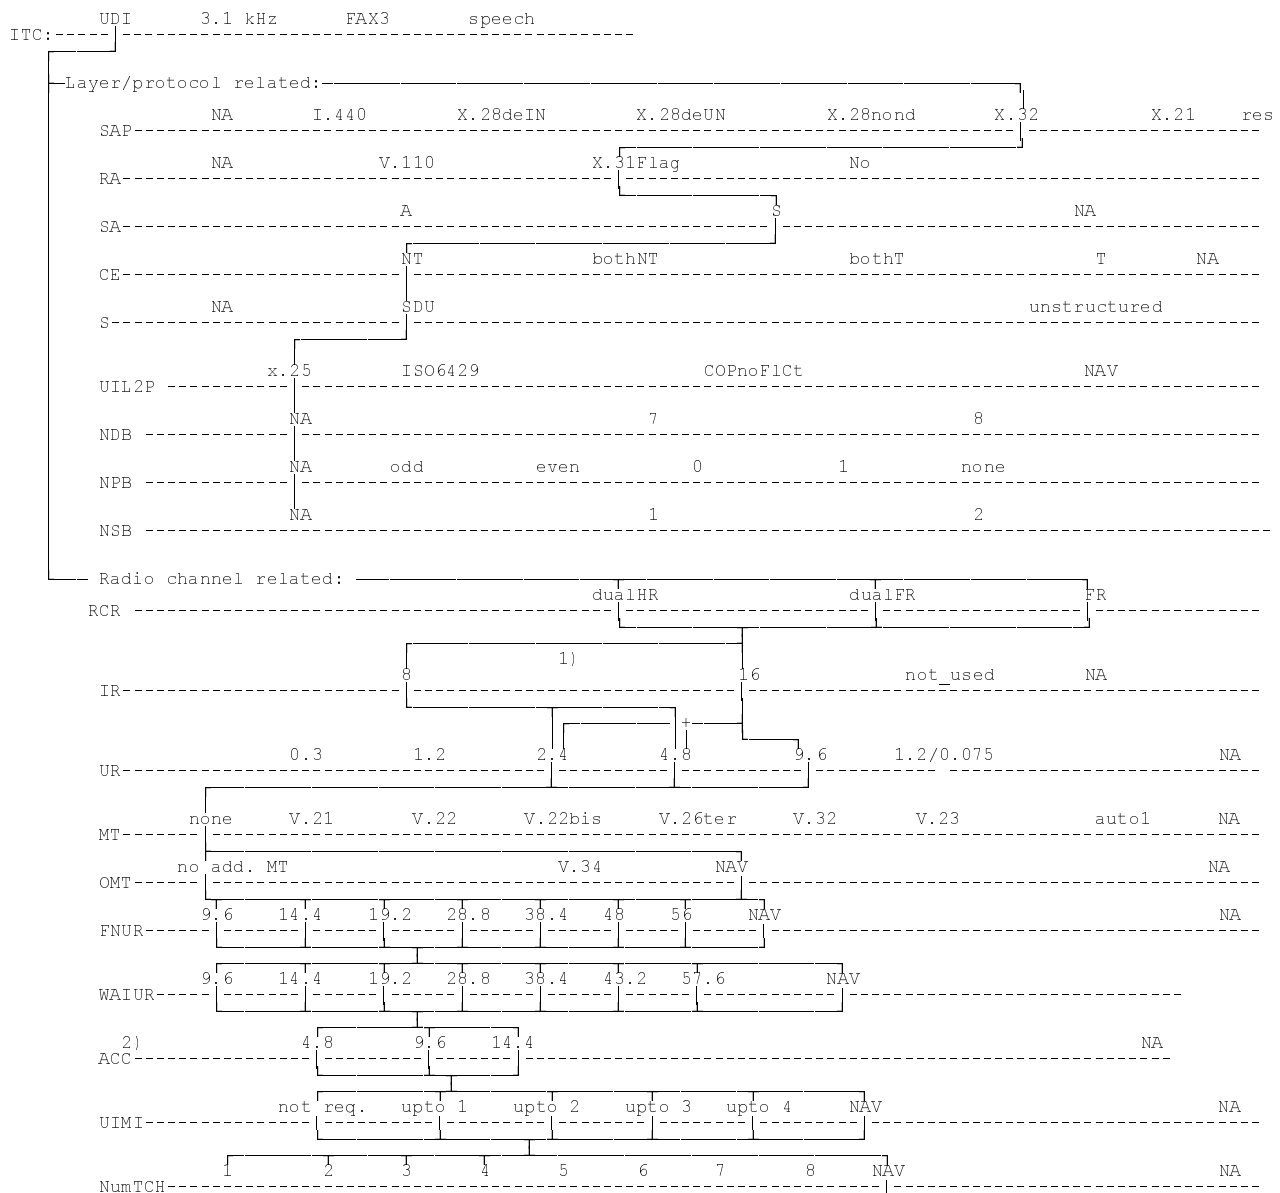 UDI 3.1 kHz FAX3 speech
ITC:
Layer/protocol related:
NA I.440 X.28deIN X.28deUN X.28nond X.32 X.21 res
SAP
NA V.110 X.31Flag No
RA
A S NA
SA
NT bothNT bothT T NA
CE
NA SDU unstructured
S
x.25 ISO6429 COPnoFlCt NAV
UIL2P
NA 7 8
NDB
NA odd even 0 1 none
NPB
NA 1 2
NSB
Radio channel related:
dualHR dualFR FR
RCR
1)
8 16 not_used NA
IR
+
0.3 1.2 2.4 4.8 9.6 1.2/0.075 NA
UR
none V.21 V.22 V.22bis V.26ter V.32 V.23 auto1 NA
MT
no add. MT V.34 NAV NA
OMT
9.6 14.4 19.2 28.8 38.4 48 56 NAV NA
FNUR
9.6 14.4 19.2 28.8 38.4 43.2 57.6 NAV
WAIUR
2) 4.8 9.6 14.4 NA
ACC
not req. upto 1 upto 2 upto 3 upto 4 NAV NA
UIMI
1 2 3 4 5 6 7 8 NAV NA
NumTCH